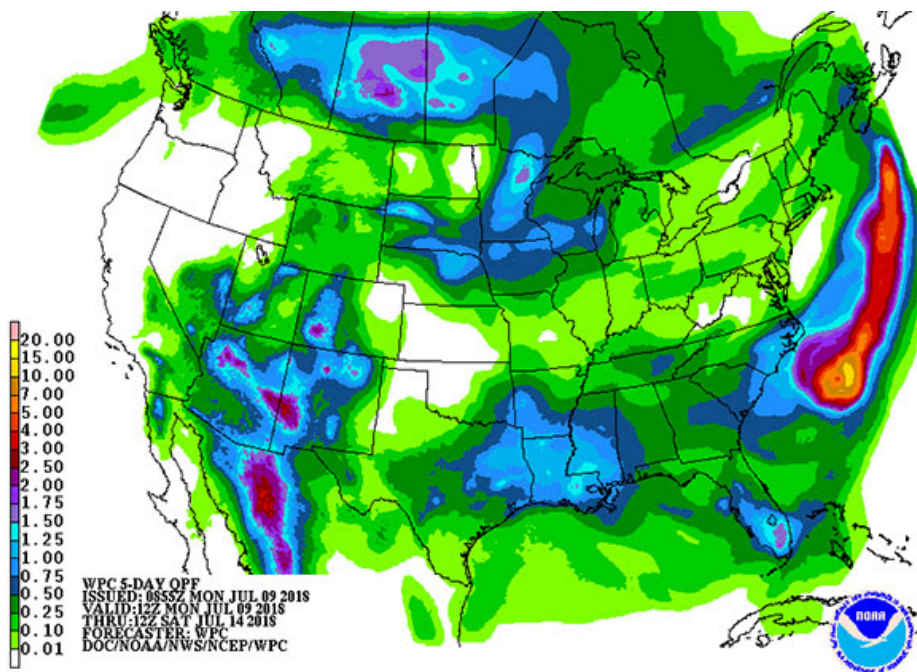 20.00
15.00
10.00
7.00
5.00
4.00
3.00
2.50
2.00
1.75
1.50
1.25
1.00
0.75
0.50
0.25
0.10
0.01
WPC 5-DAY QPF
ISSUED: 0855Z MON JUL 09 2018
VALID:12Z MON JUL 09 2018
THRU:12Z SAT JUL 14 2018
FORECASTER: WPC
DOC/NOAA/NWS/NCEP/WPC
NOAA